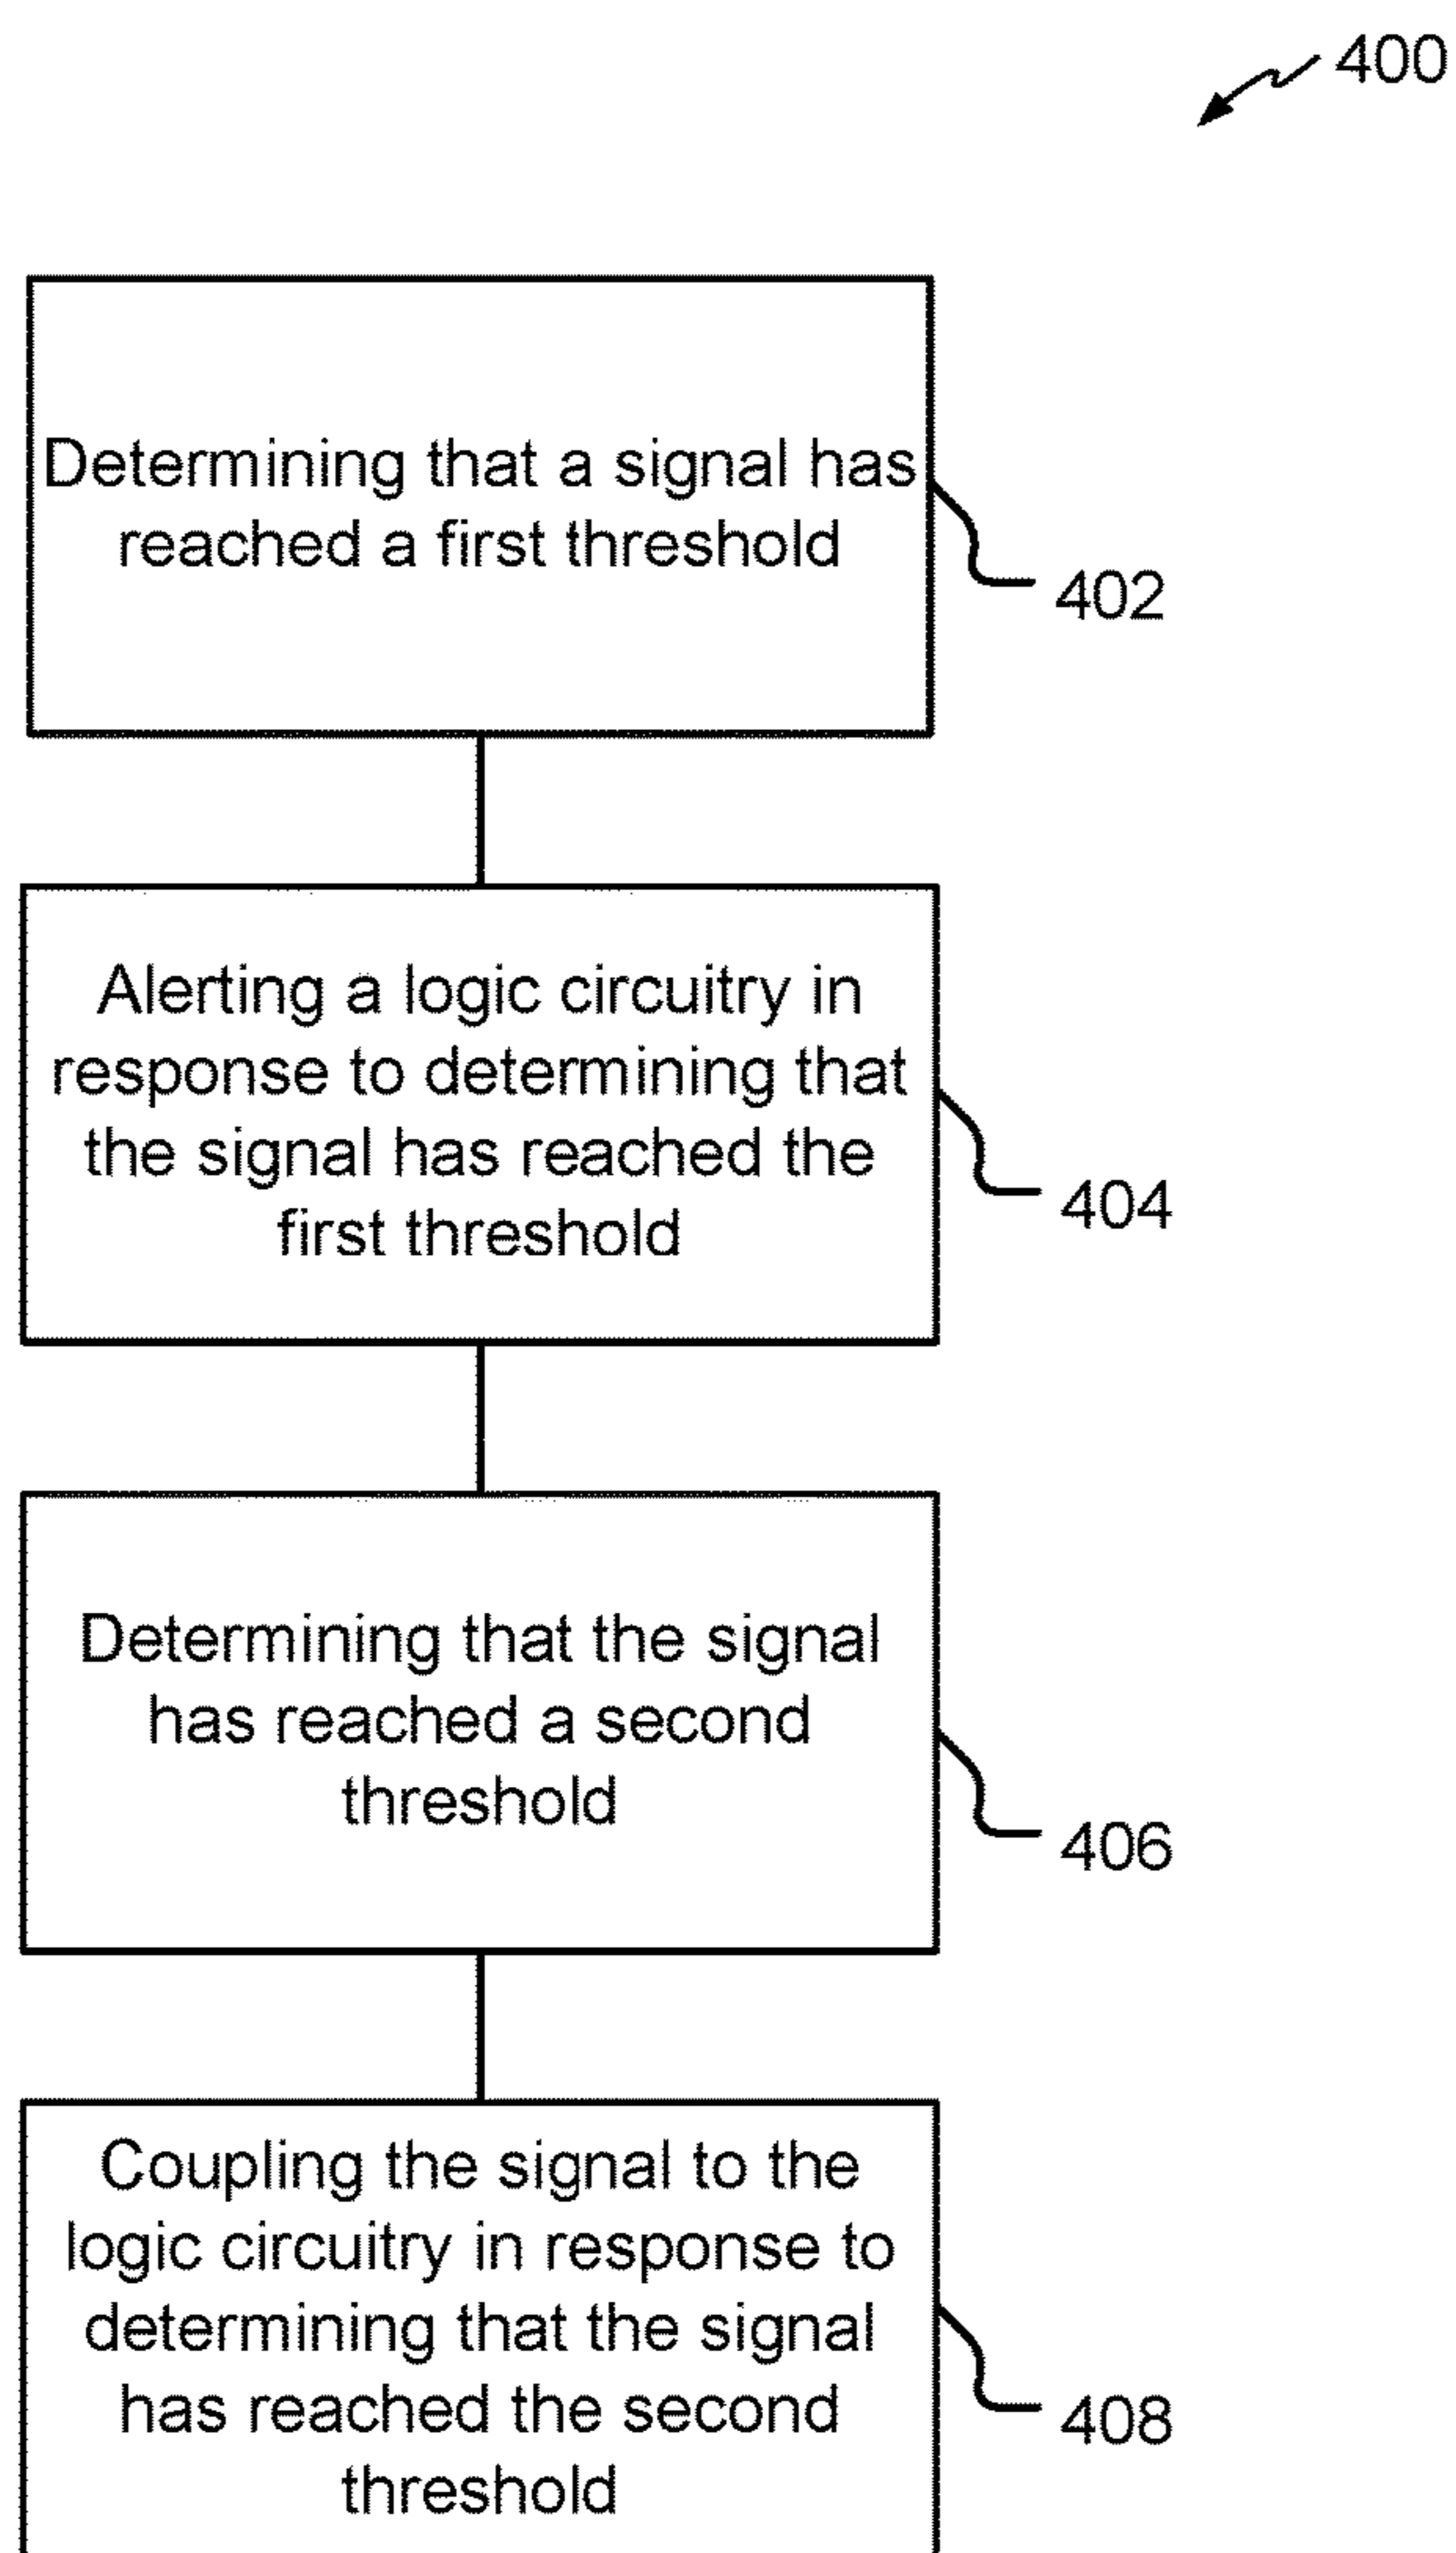 400
Determining that a signal has
reached a first threshold
402
Alerting a logic circuitry in
response to determining that
the signal has reached the
first threshold
404
Determining that the signal
has reached a second
threshold
406
Coupling the signal to the
logic circuitry in response to
determining that the signal
has reached the second
threshold
408